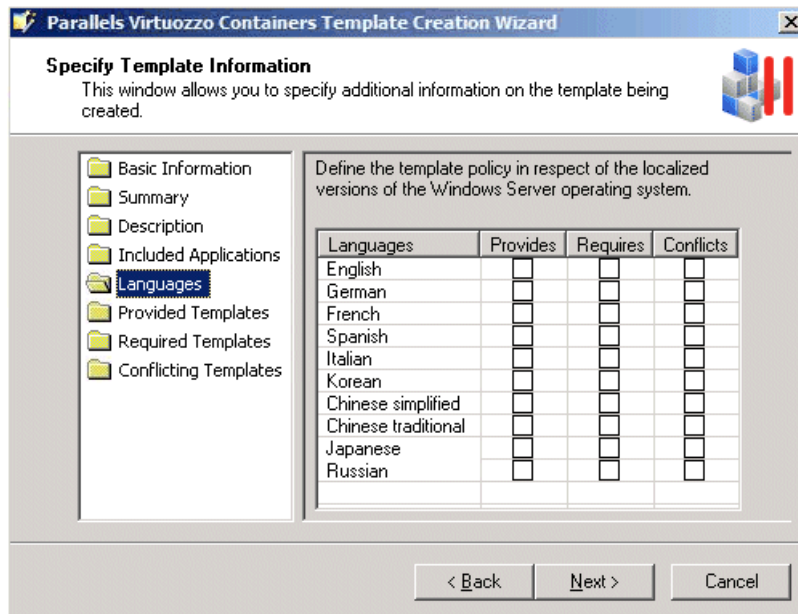 Parallels Virtuozzo Containers Template Creation Wizard
Specify Template Information
This window allows you to specify additional information on the template being
created.
Basic Information
Summary
Description
Included Applications
Languages
Provided Templates
Required Templates
Conflicting Templates
Define the template policy in respect of the localized
versions of the Windows Server operating system.
Languages Provides Requires Conflicts
English
German
French
Spanish
Italian
Korean
Chinese simplified
Chinese traditional
Japanese
Russian
< Back Next > Cancel